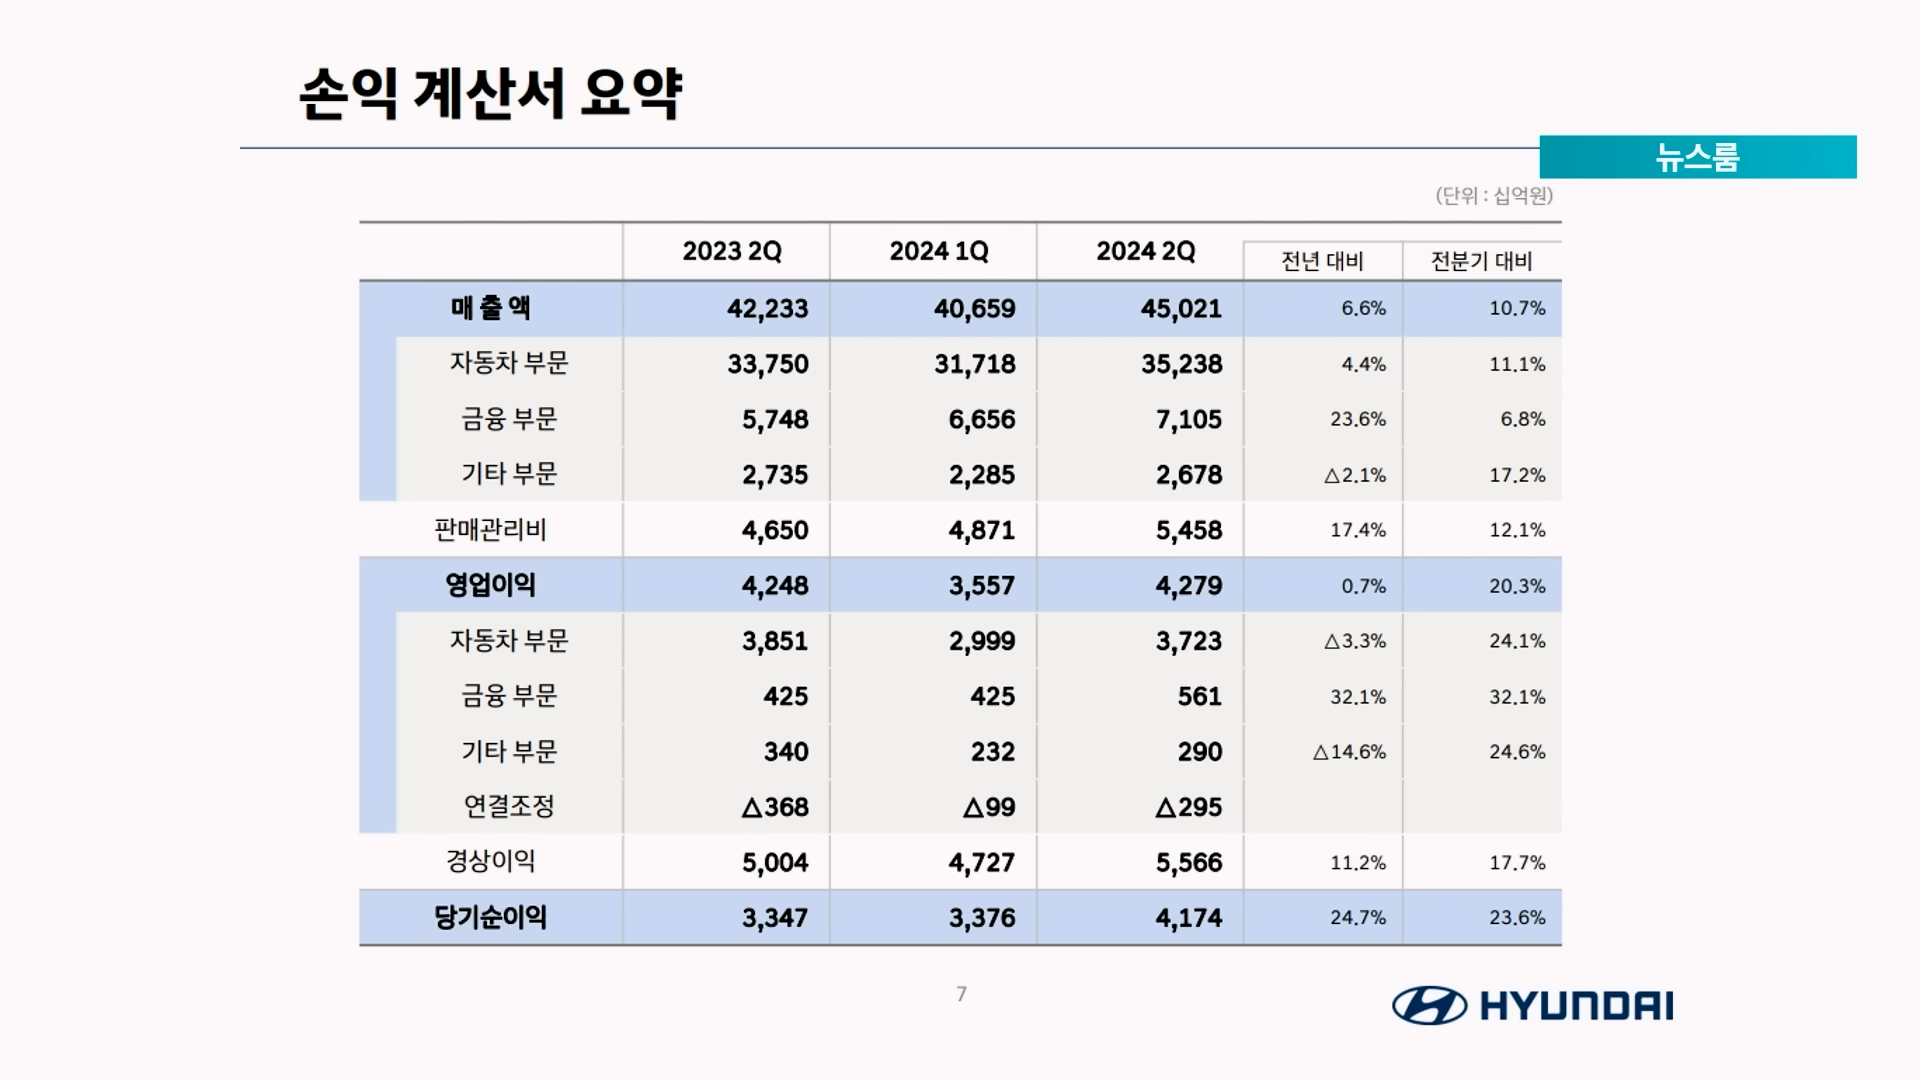 손익 계산서 요약
뉴스룸
(단위 : 십억원)
2023 2Q 2024 1Q 2024 2Q 전년 대비 전분기 대비
매 출 액 42,233 40,659 45,021 6.6% 10.7%
자동차 부문 33,750 31,718 35,238 4.4% 11.1%
금융 부문 5,748 6,656 7,105 23.6% 6.8%
기타 부문 2,735 2,285 2,678 △2.1% 17.2%
판매관리비 4,650 4,871 5,458 17.4% 12.1%
영업이익 4,248 3,557 4,279 0.7% 20.3%
자동차 부문 3,851 2,999 3,723 △3.3% 24.1%
금융 부문 425 425 561 32.1% 32.1%
기타 부문 340 232 290 △14.6% 24.6%
연결조정 △368 △99 △295
경상이익 5,004 4,727 5,566 11.2% 17.7%
당기순이익 3,347 3,376 4,174 24.7% 23.6%
7
HYUNDAI